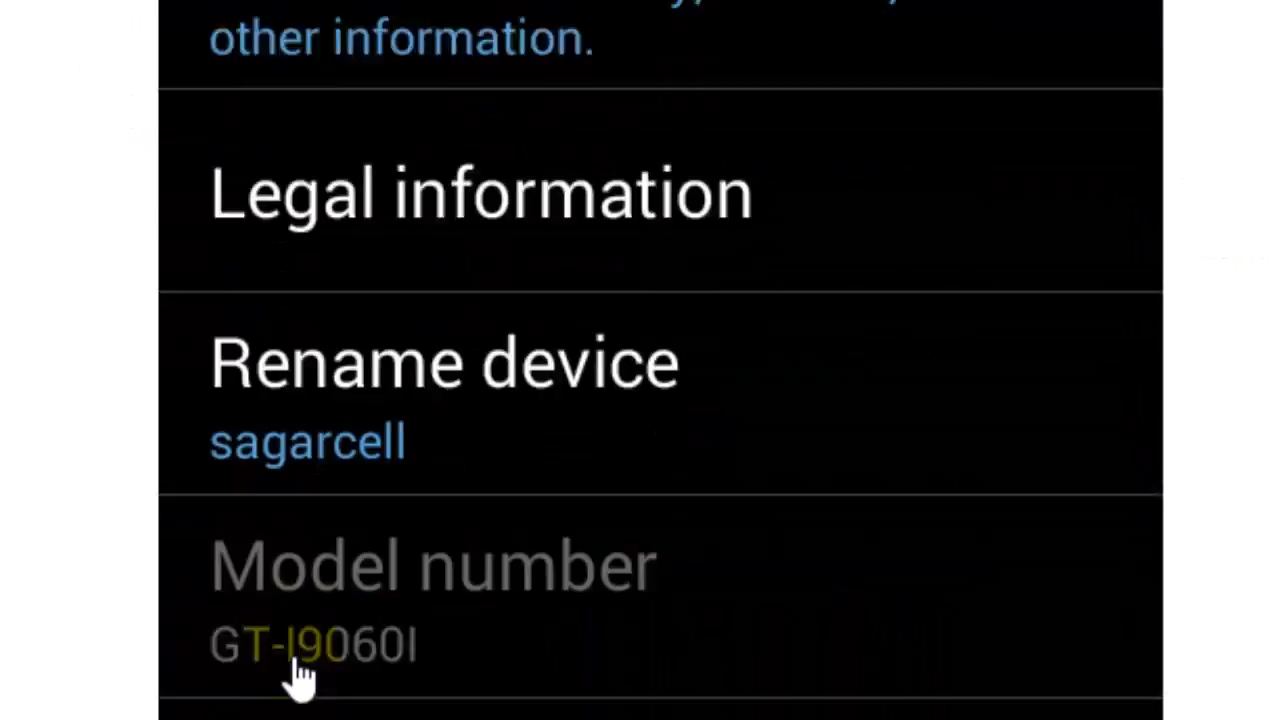 other information.
Legal information
Rename device
sagarcell
Model number
GT-I9060I